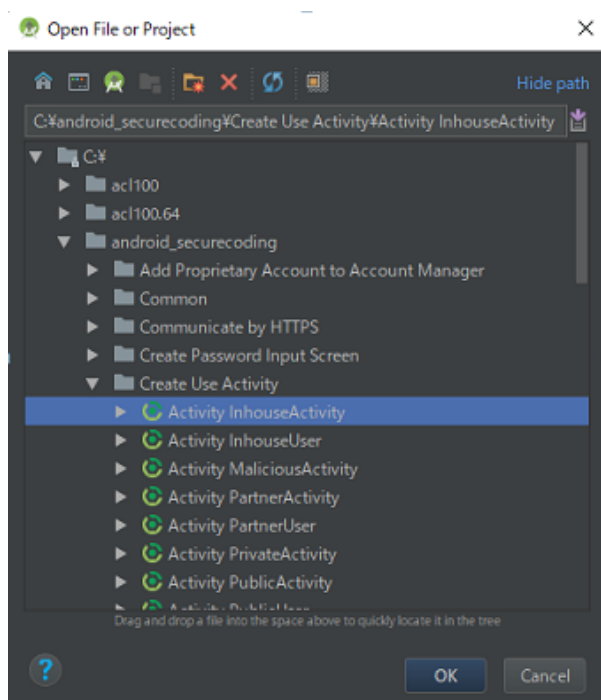 Open File or Project
Hide path
C:¥android_securecoding¥Create Use Activity¥Activity InhouseActivity
C:¥
acl100
acl100.64
android_securecoding
Add Proprietary Account to Account Manager
Common
Communicate by HTTPS
Create Password Input Screen
Create Use Activity
Activity InhouseActivity
Activity InhouseUser
Activity MaliciousActivity
Activity PartnerActivity
Activity PartnerUser
Activity PrivateActivity
Activity PublicActivity
Activity PublicUser
Drag and drop a file into the space above to quickly locate it in the tree
?
OK
Cancel